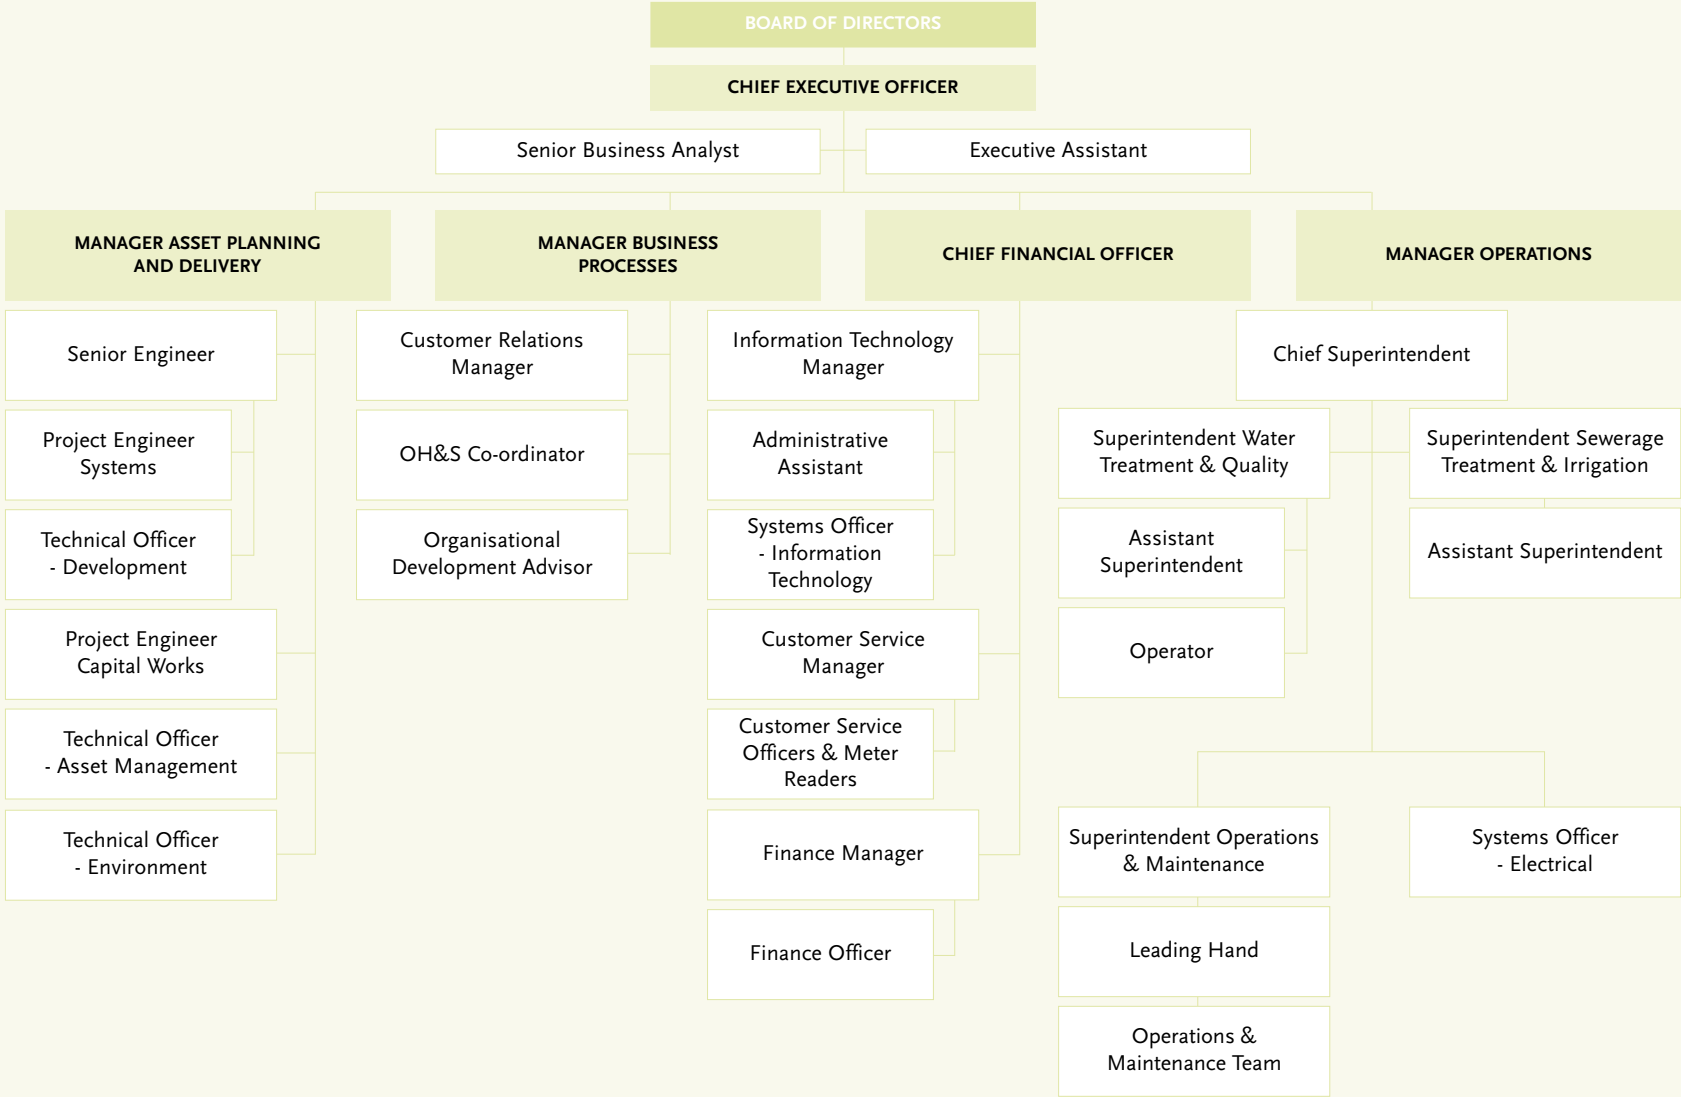 BOARD OF DIRECTORS
CHIEF EXECUTIVE OFFICER
Senior Business Analyst
Executive Assistant
MANAGER ASSET PLANNING
AND DELIVERY
MANAGER BUSINESS
PROCESSES
CHIEF FINANCIAL OFFICER
MANAGER OPERATIONS
Senior Engineer
Project Engineer
Systems
Technical Officer
- Development
Project Engineer
Capital Works
Technical Officer
- Asset Management
Technical Officer
- Environment
Customer Relations
Manager
OH&S Co-ordinator
Organisational
Development Advisor
Information Technology
Manager
Administrative
Assistant
Systems Officer
- Information
Technology
Customer Service
Manager
Customer Service
Officers & Meter
Readers
Finance Manager
Finance Officer
Chief Superintendent
Superintendent Water
Treatment & Quality
Assistant
Superintendent
Operator
Superintendent Sewerage
Treatment & Irrigation
Assistant Superintendent
Superintendent Operations
& Maintenance
Leading Hand
Operations &
Maintenance Team
Systems Officer
- Electrical